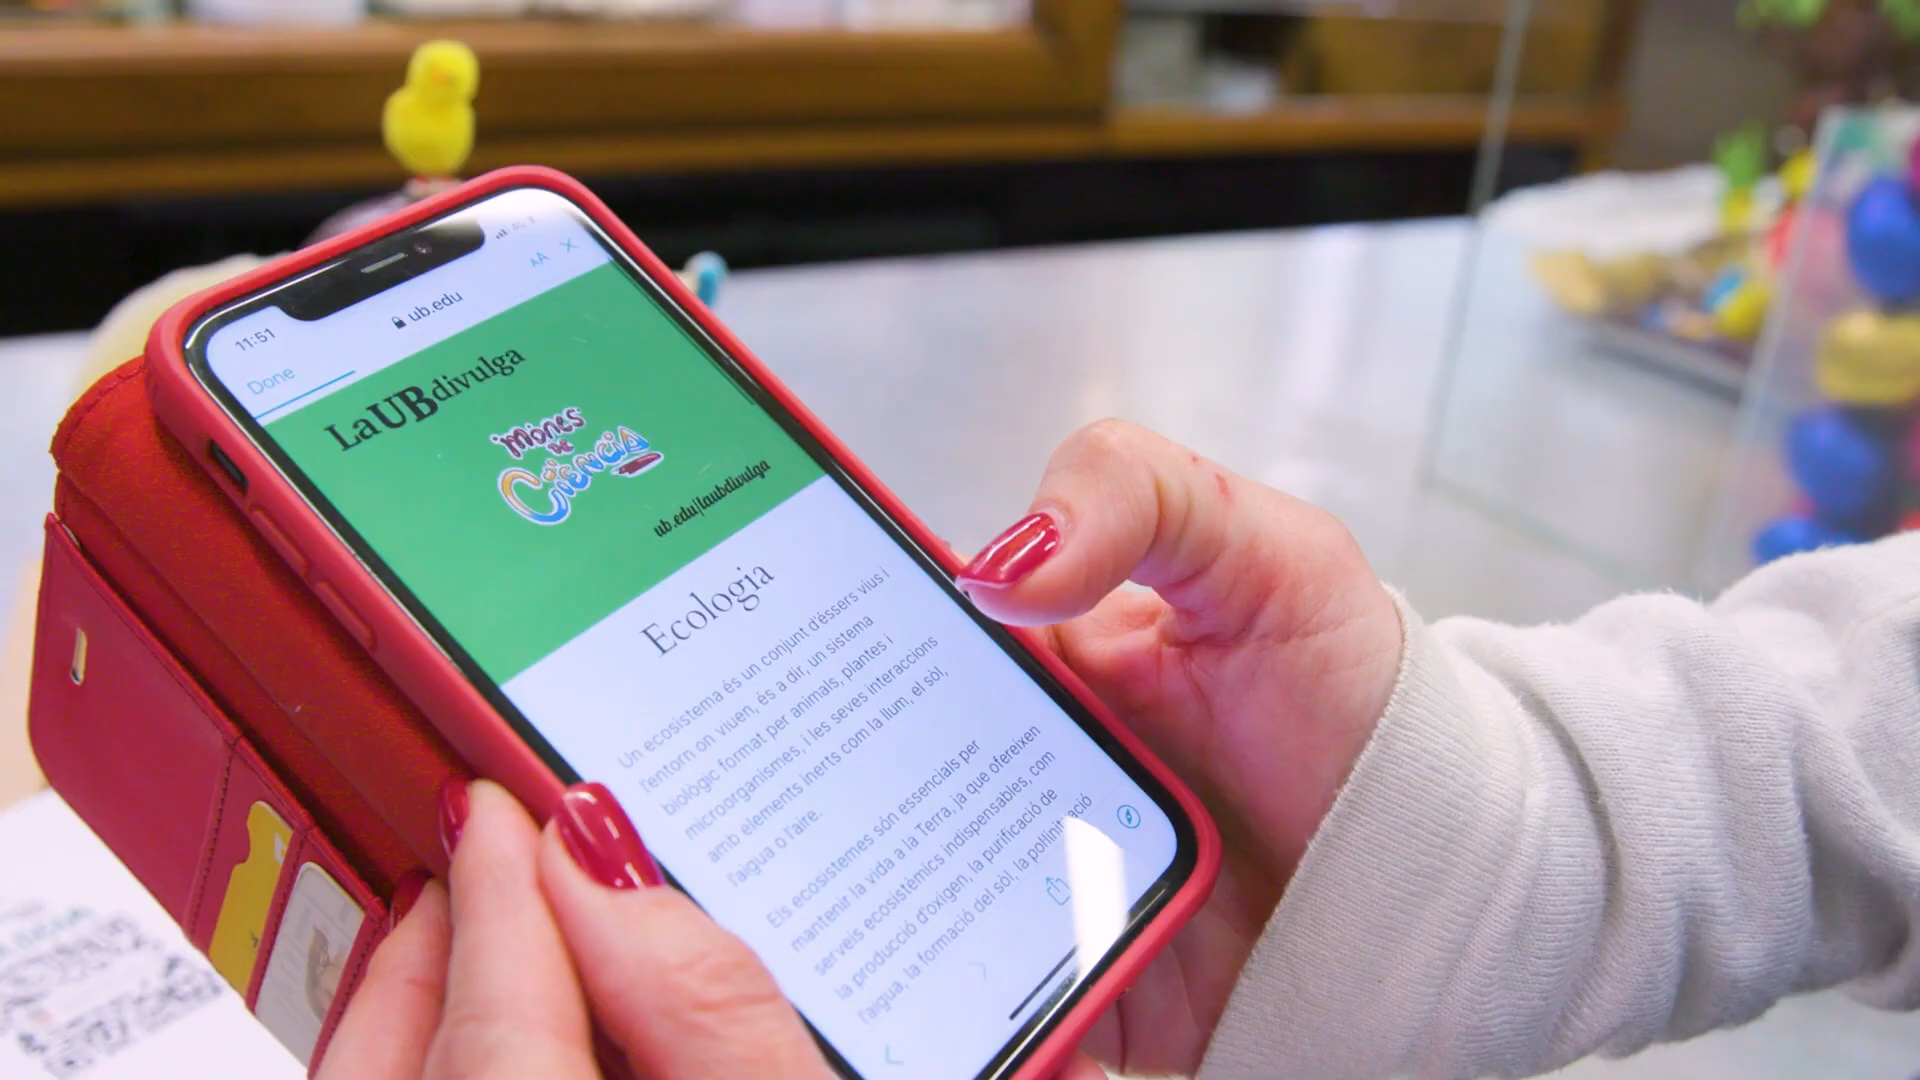 11:51
4G
ub.edu
AA
Done
La UB divulga
Mones
DE
Ciència
ub.edu/laubdivulga
Ecologia
Un ecosistema és un conjunt d'éssers vius i
l'entorn on viuen, és a dir, un sistema
biològic format per animals, plantes i
microorganismes, i les seves interaccions
amb elements inerts com la llum, el sòl,
l'aigua o l'aire.
Els ecosistemes són essencials per
mantenir la vida a la Terra, ja que ofereixen
serveis ecosistèmics indispensables, com
la producció d'oxigen, la purificació de
l'aigua, la formació del sòl, la pol·linització